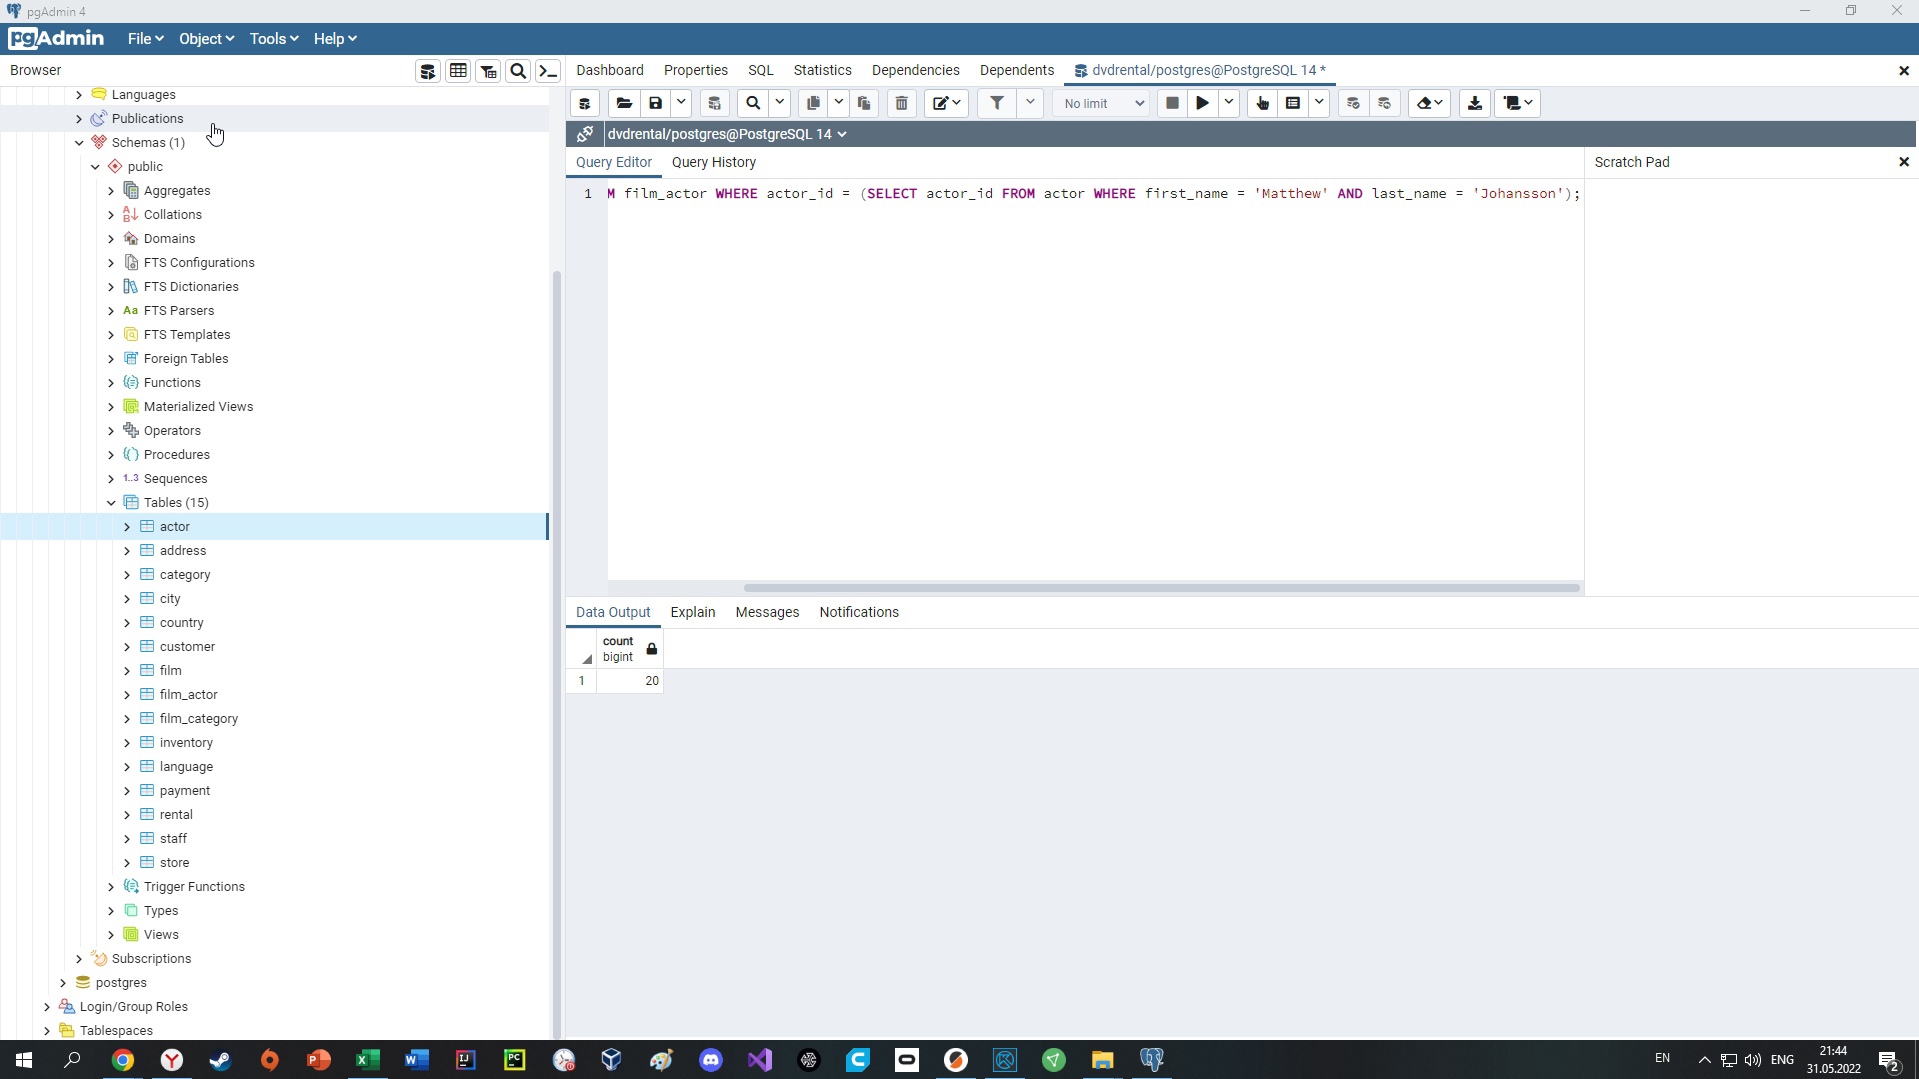 pgAdmin 4
pgAdmin File Object Tools Help
Browser
Dashboard Properties SQL Statistics Dependencies Dependents dvdrental/postgres@PostgreSQL 14 *
No limit
dvdrental/postgres@PostgreSQL 14
Query Editor Query History
Scratch Pad
1 M film_actor WHERE actor_id = (SELECT actor_id FROM actor WHERE first_name = 'Matthew' AND last_name = 'Johansson');
Languages
Publications
Schemas (1)
public
Aggregates
Collations
Domains
FTS Configurations
FTS Dictionaries
Aa FTS Parsers
FTS Templates
Foreign Tables
Functions
Materialized Views
Operators
Procedures
1..3 Sequences
Tables (15)
actor
address
category
city
country
customer
film
film_actor
film_category
inventory
language
payment
rental
staff
store
Trigger Functions
Types
Views
Subscriptions
postgres
Login/Group Roles
Tablespaces
Data Output Explain Messages Notifications
count
bigint
1 20
EN
ENG
21:44
31.05.2022
2